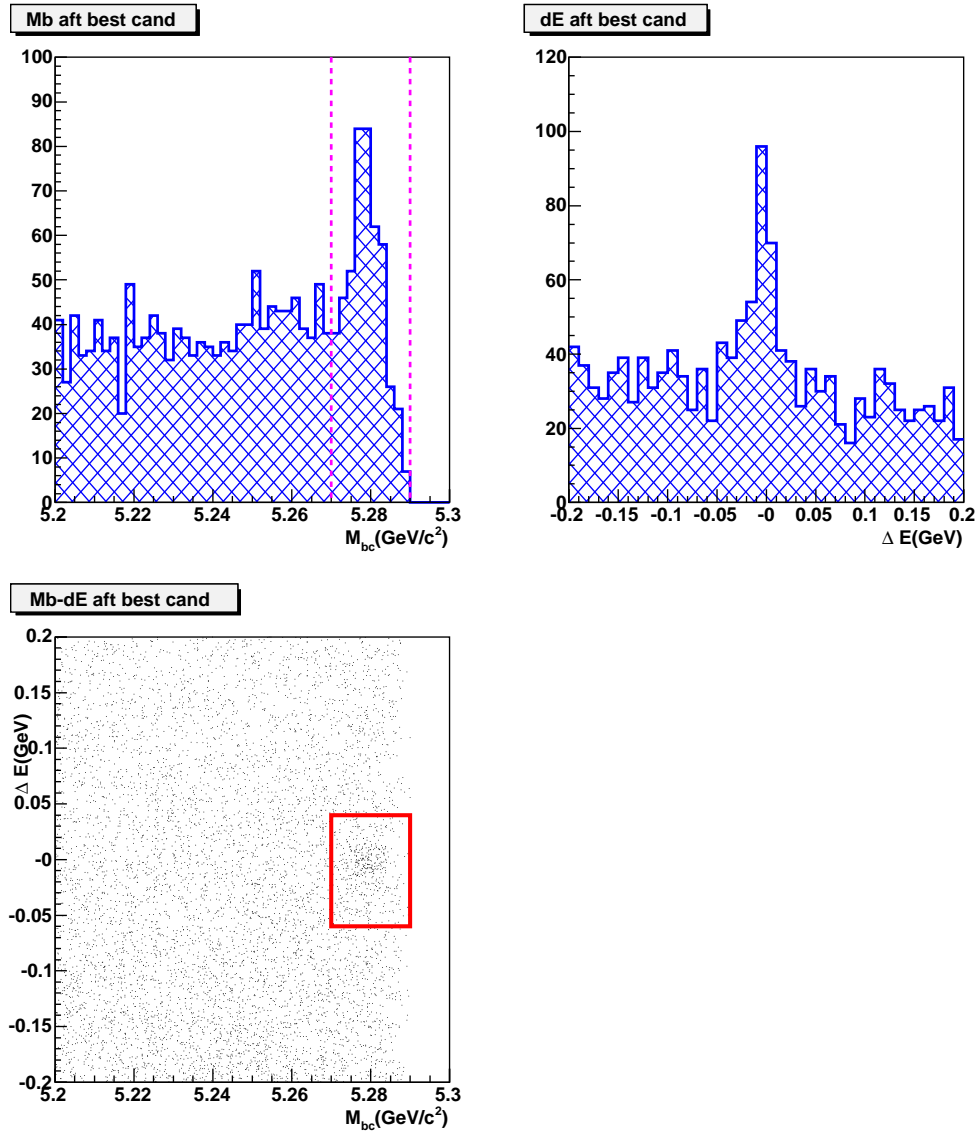 Mb aft best cand
100
90
80
70
60
50
40
30
20
10
0
5.2 5.22 5.24 5.26 5.28 5.3
M_bc(GeV/c²)
dE aft best cand
120
100
80
60
40
20
0
-0.2 -0.15 -0.1 -0.05 -0 0.05 0.1 0.15 0.2
Δ E(GeV)
Mb-dE aft best cand
0.2
0.15
0.1
0.05
-0
-0.05
-0.1
-0.15
-0.2
Δ E(GeV)
5.2 5.22 5.24 5.26 5.28 5.3
M_bc(GeV/c²)